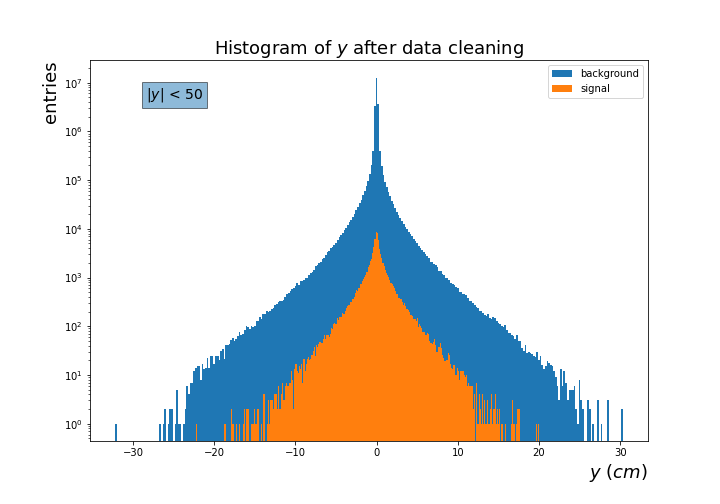 Histogram of y after data cleaning
entries
|y| < 50
background
signal
10⁷
10⁶
10⁵
10⁴
10³
10²
10¹
10⁰
−30 −20 −10 0 10 20 30
y (cm)